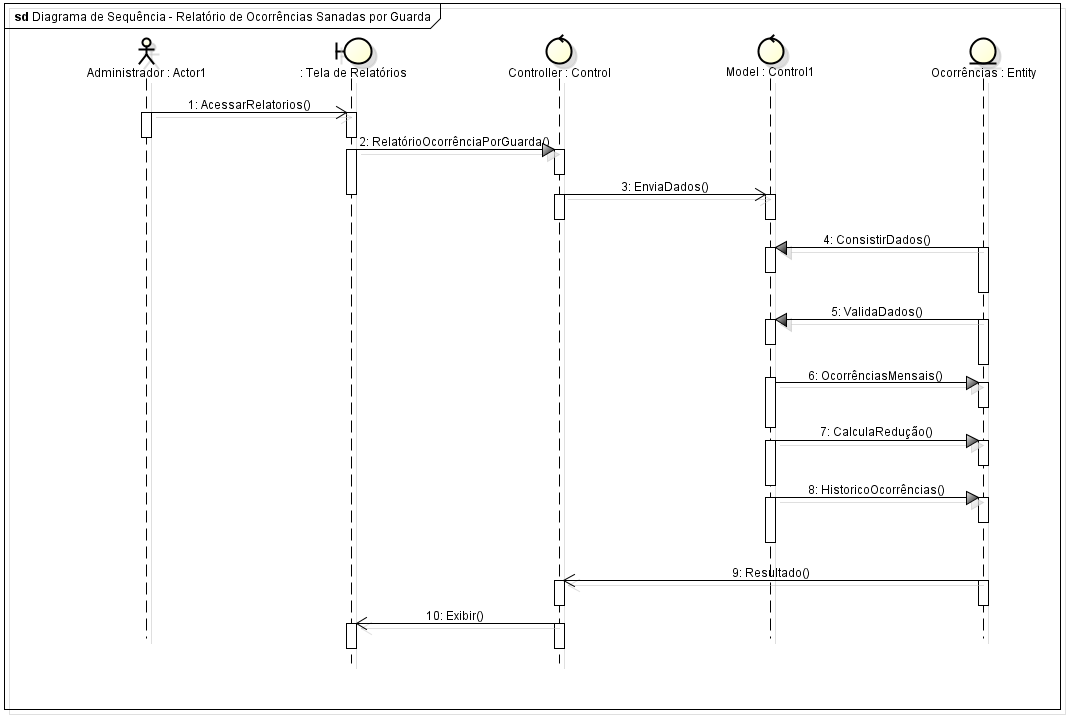 sd Diagrama de Sequência - Relatório de Ocorrências Sanadas por Guarda
Administrador : Actor1
: Tela de Relatórios
Controller : Control
Model : Control1
Ocorrências : Entity
1: AcessarRelatorios()
2: RelatórioOcorrênciaPorGuarda()
3: EnviaDados()
4: ConsistirDados()
5: ValidaDados()
6: OcorrênciasMensais()
7: CalculaRedução()
8: HistoricoOcorrências()
9: Resultado()
10: Exibir()